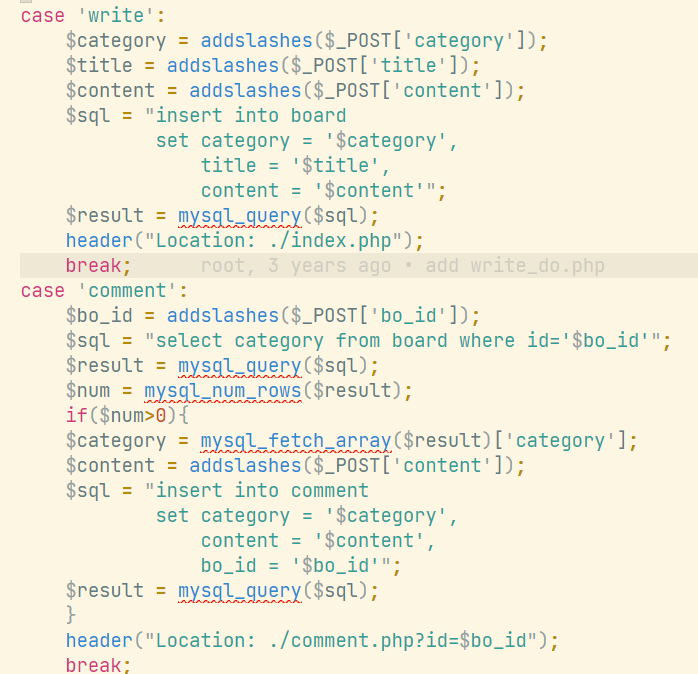 case 'write':
    $category = addslashes($_POST['category']);
    $title = addslashes($_POST['title']);
    $content = addslashes($_POST['content']);
    $sql = "insert into board
            set category = '$category',
                title = '$title',
                content = '$content'";
    $result = mysql_query($sql);
    header("Location: ./index.php");
    break;      root, 3 years ago • add write_do.php
case 'comment':
    $bo_id = addslashes($_POST['bo_id']);
    $sql = "select category from board where id='$bo_id'";
    $result = mysql_query($sql);
    $num = mysql_num_rows($result);
    if($num>0){
    $category = mysql_fetch_array($result)['category'];
    $content = addslashes($_POST['content']);
    $sql = "insert into comment
            set category = '$category',
                content = '$content',
                bo_id = '$bo_id'";
    $result = mysql_query($sql);
    }
    header("Location: ./comment.php?id=$bo_id");
    break;